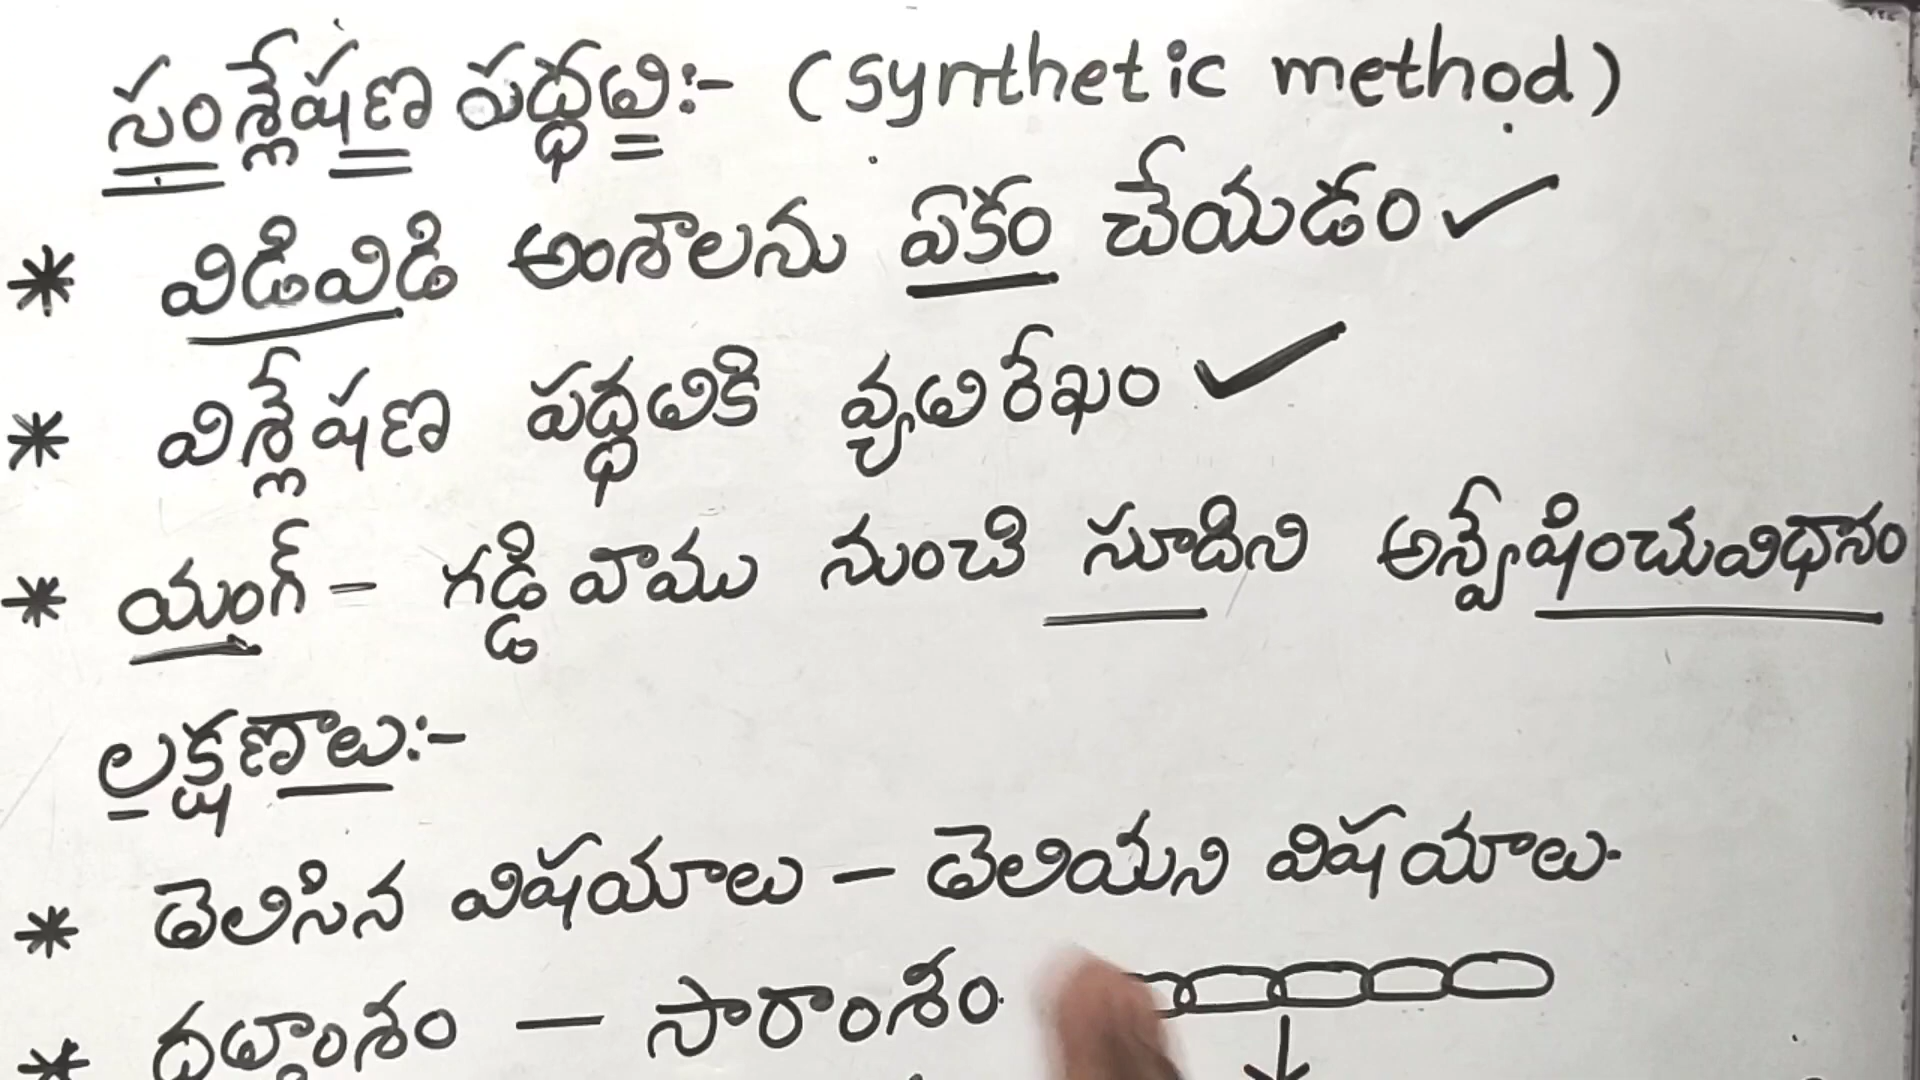 సంశ్లేషణ పద్ధతి:- (synthetic method)
* విడివిడి అంశాలను ఏకం చేయడం ✓
* విశ్లేషణ పద్ధతికి వ్యతిరేఖం ✓
* యంగ్ - గడ్డి వాము నుంచి సూదిని అన్వేషించువిధానం
లక్షణాలు:-
* తెలిసిన విషయాలు - తెలియని విషయాలు.
* దత్తాంశం - సారాంశం.